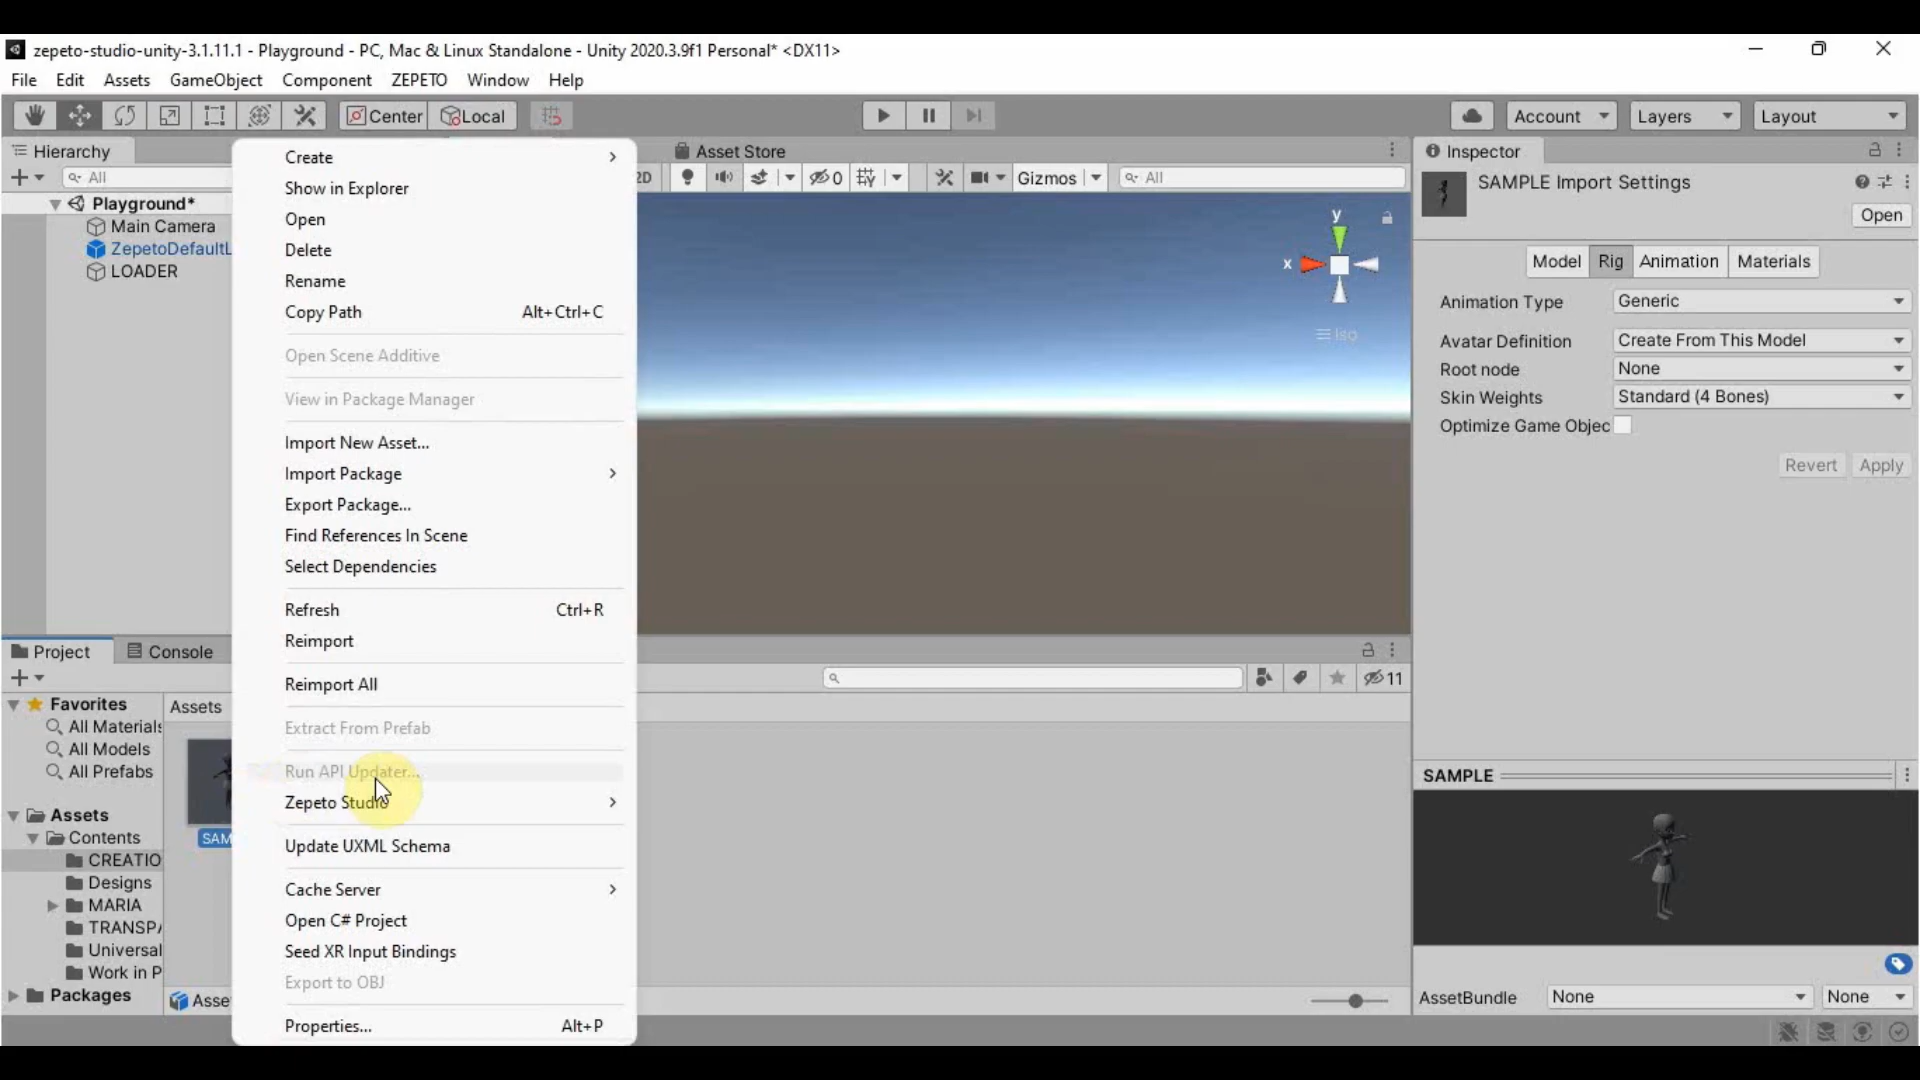 zepeto-studio-unity-3.1.11.1 - Playground - PC, Mac & Linux Standalone - Unity 2020.3.9f1 Personal* <DX11>
File Edit Assets GameObject Component ZEPETO Window Help
Center Local Account Layers Layout
Hierarchy
All
Playground*
Main Camera
ZepetoDefaultL
LOADER
Create
Show in Explorer
Open
Delete
Rename
Copy Path Alt+Ctrl+C
Open Scene Additive
View in Package Manager
Import New Asset...
Import Package
Export Package...
Find References In Scene
Select Dependencies
Refresh Ctrl+R
Reimport
Reimport All
Extract From Prefab
Run API Updater...
Zepeto Studio
Update UXML Schema
Cache Server
Open C# Project
Seed XR Input Bindings
Export to OBJ
Properties... Alt+P
Asset Store
2D 0 Gizmos All
y
x
Iso
Inspector
SAMPLE Import Settings
Open
Model Rig Animation Materials
Animation Type Generic
Avatar Definition Create From This Model
Root node None
Skin Weights Standard (4 Bones)
Optimize Game Objec
Revert Apply
Project Console
11
Favorites
All Materials
All Models
All Prefabs
Assets
Contents
CREATIO
Designs
MARIA
TRANSPA
Universal
Work in P
Packages
Assets
SAM
Asse
SAMPLE
AssetBundle None None